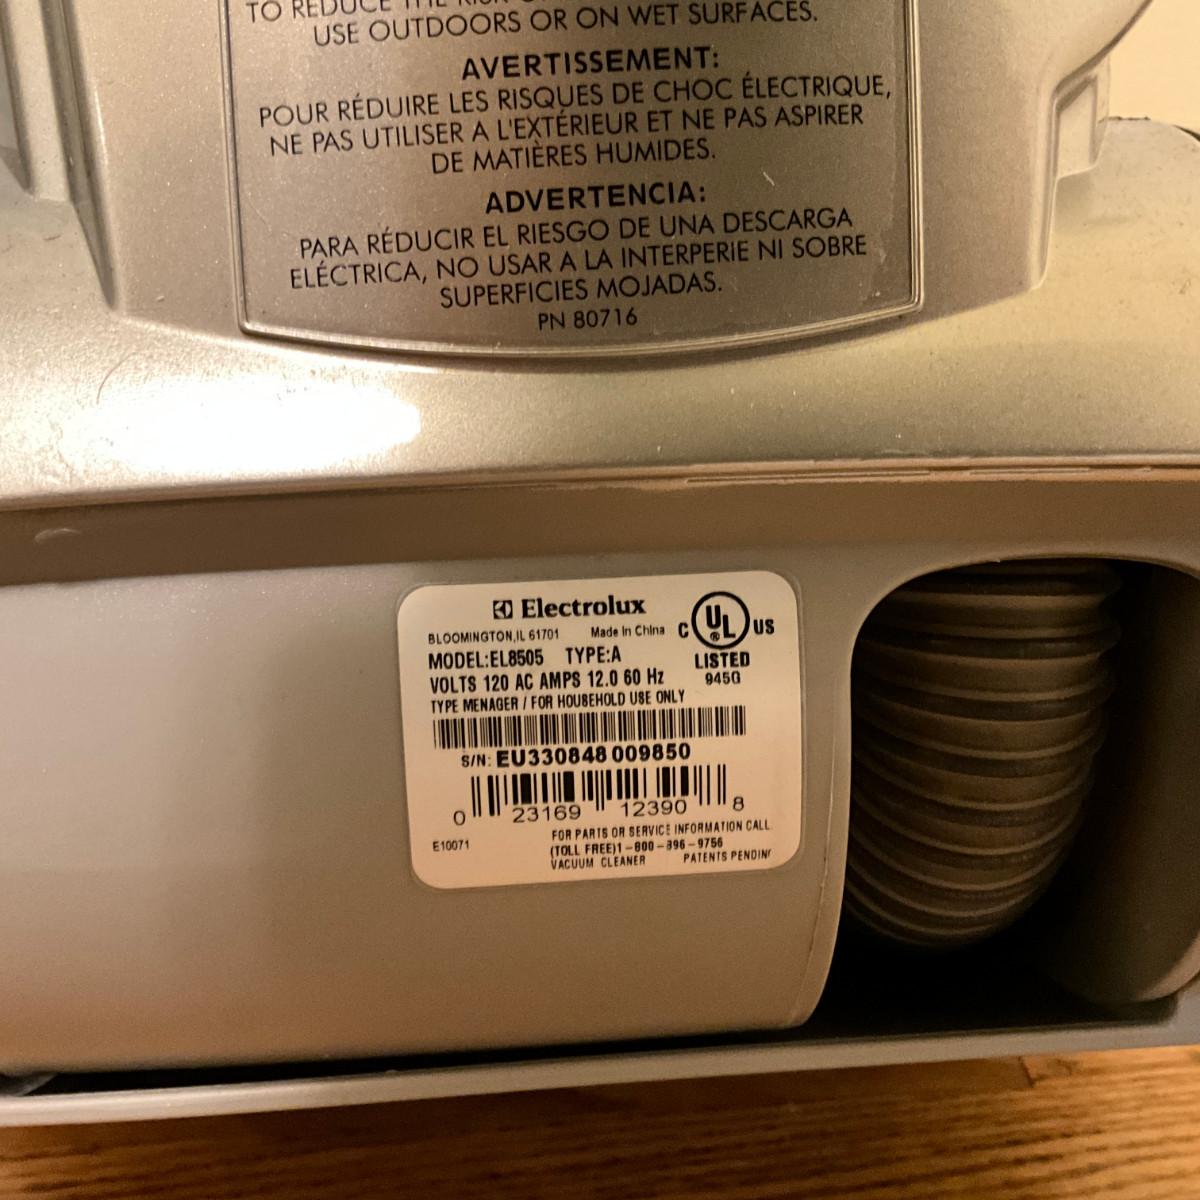 TO REDUCE THE RISK
USE OUTDOORS OR ON WET SURFACES.
AVERTISSEMENT:
POUR RÉDUIRE LES RISQUES DE CHOC ÉLECTRIQUE,
NE PAS UTILISER A L'EXTÉRIEUR ET NE PAS ASPIRER
DE MATIÈRES HUMIDES.
ADVERTENCIA:
PARA RÉDUCIR EL RIESGO DE UNA DESCARGA
ELÉCTRICA, NO USAR A LA INTERPERIE NI SOBRE
SUPERFICIES MOJADAS.
PN 80716
Electrolux
BLOOMINGTON,IL 61701 Made In China
C UL ® US
MODEL:EL8505 TYPE:A
LISTED
VOLTS 120 AC AMPS 12.0 60 Hz
945G
TYPE MENAGER / FOR HOUSEHOLD USE ONLY
S/N: EU330848 009850
0 23169 12390 8
FOR PARTS OR SERVICE INFORMATION CALL
E10071
(TOLL FREE)1-800-896-9756
VACUUM CLEANER PATENTS PENDING